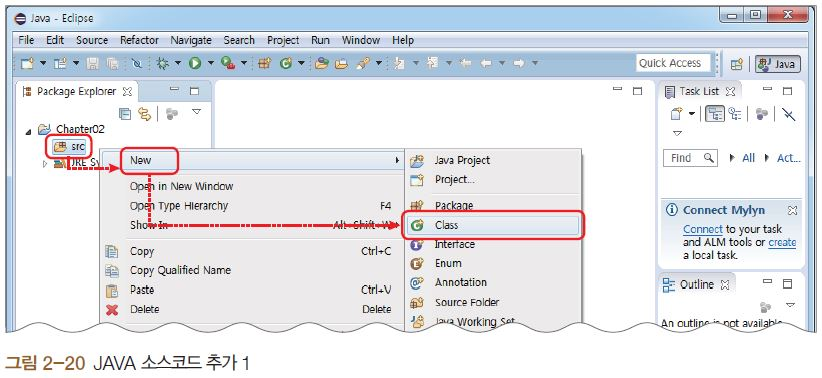 Java - Eclipse
File Edit Source Refactor Navigate Search Project Run Window Help
Quick Access
Java
Package Explorer
Chapter02
src
JRE Sy
New
Open in New Window
Open Type Hierarchy F4
Show In Alt+Shift+W
Copy Ctrl+C
Copy Qualified Name
Paste Ctrl+V
Delete Delete
Java Project
Project...
Package
Class
Interface
Enum
Annotation
Source Folder
Java Working Set
Task List
Find All Act...
Connect Mylyn
Connect to your task
and ALM tools or create
a local task.
Outline
An outline is not available
그림 2-20 JAVA 소스코드 추가 1